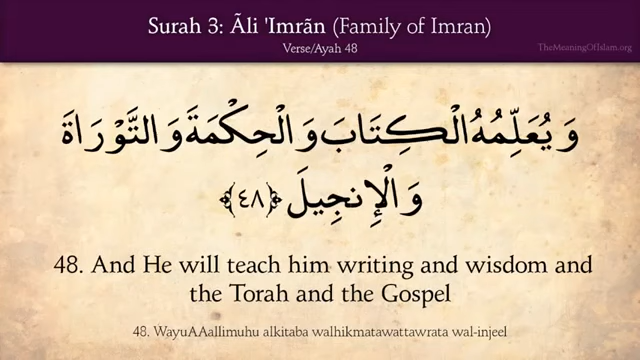 Surah 3: Ãli 'Imrãn (Family of Imran)
Verse/Ayah 48
TheMeaningOfIslam.org
وَيُعَلِّمُهُ الْكِتَابَ وَالْحِكْمَةَ وَالتَّوْرَاةَ
وَالْإِنجِيلَ ﴿٤٨﴾
48. And He will teach him writing and wisdom and
the Torah and the Gospel
48. WayuAAallimuhu alkitaba walhikmatawattawrata wal-injeel